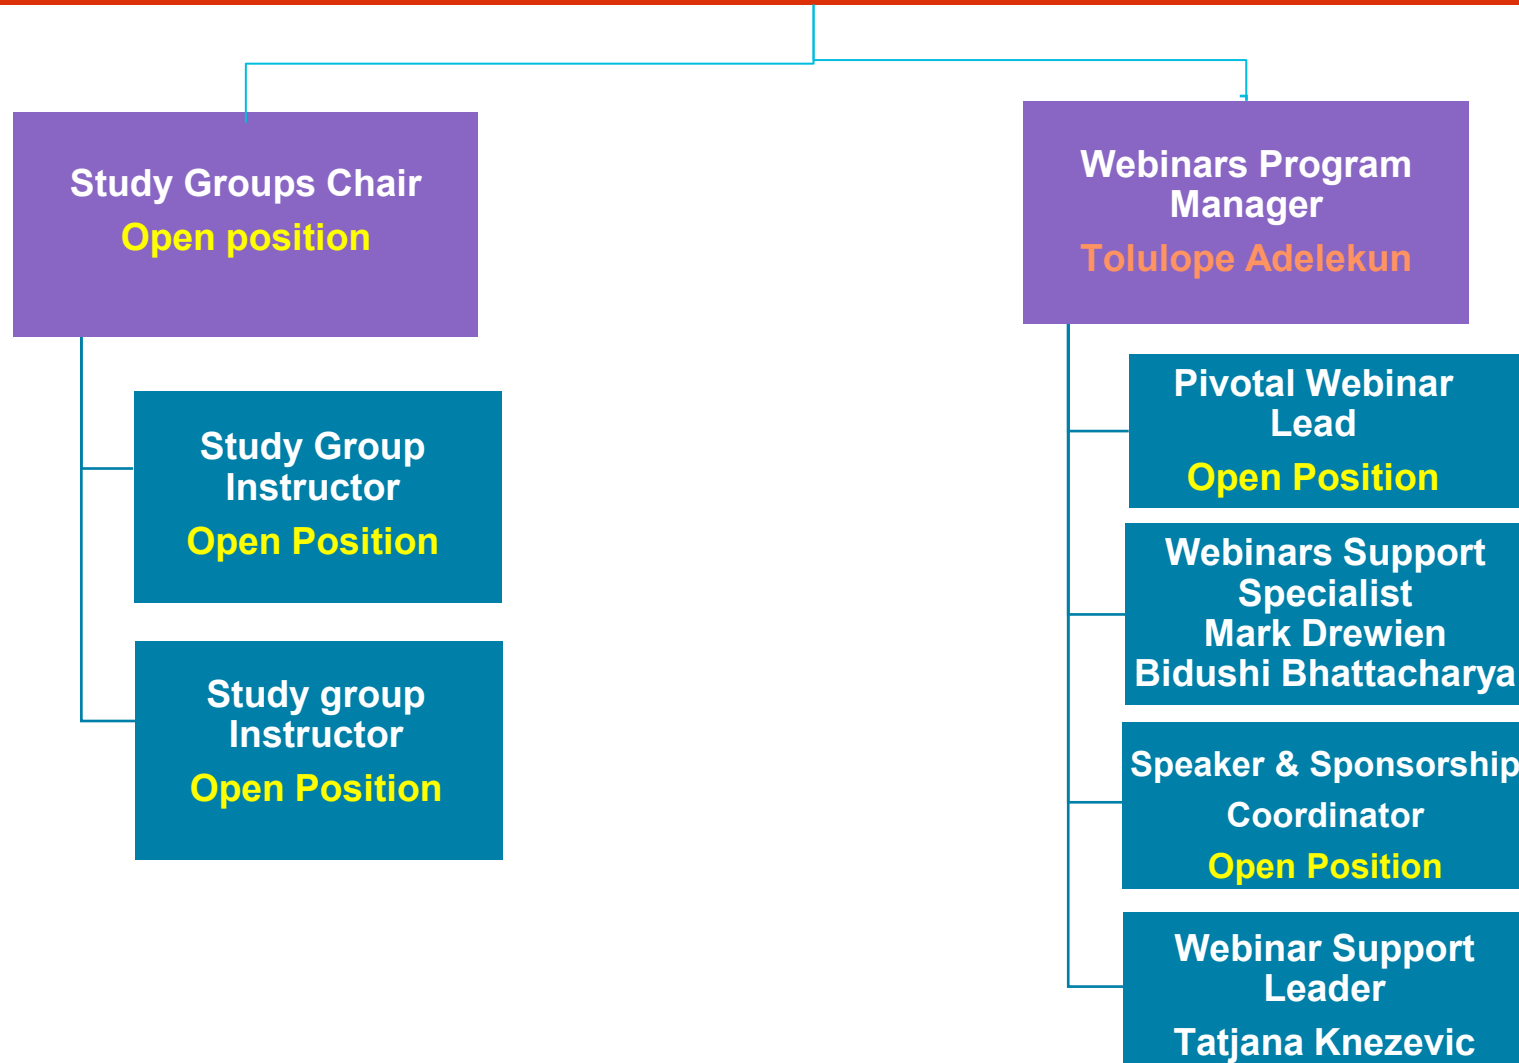 Study Groups Chair
Open position
Study Group
Instructor
Open Position
Study group
Instructor
Open Position
Webinars Program
Manager
Tolulope Adelekun
Pivotal Webinar
Lead
Open Position
Webinars Support
Specialist
Mark Drewien
Bidushi Bhattacharya
Speaker & Sponsorship
Coordinator
Open Position
Webinar Support
Leader
Tatjana Knezevic